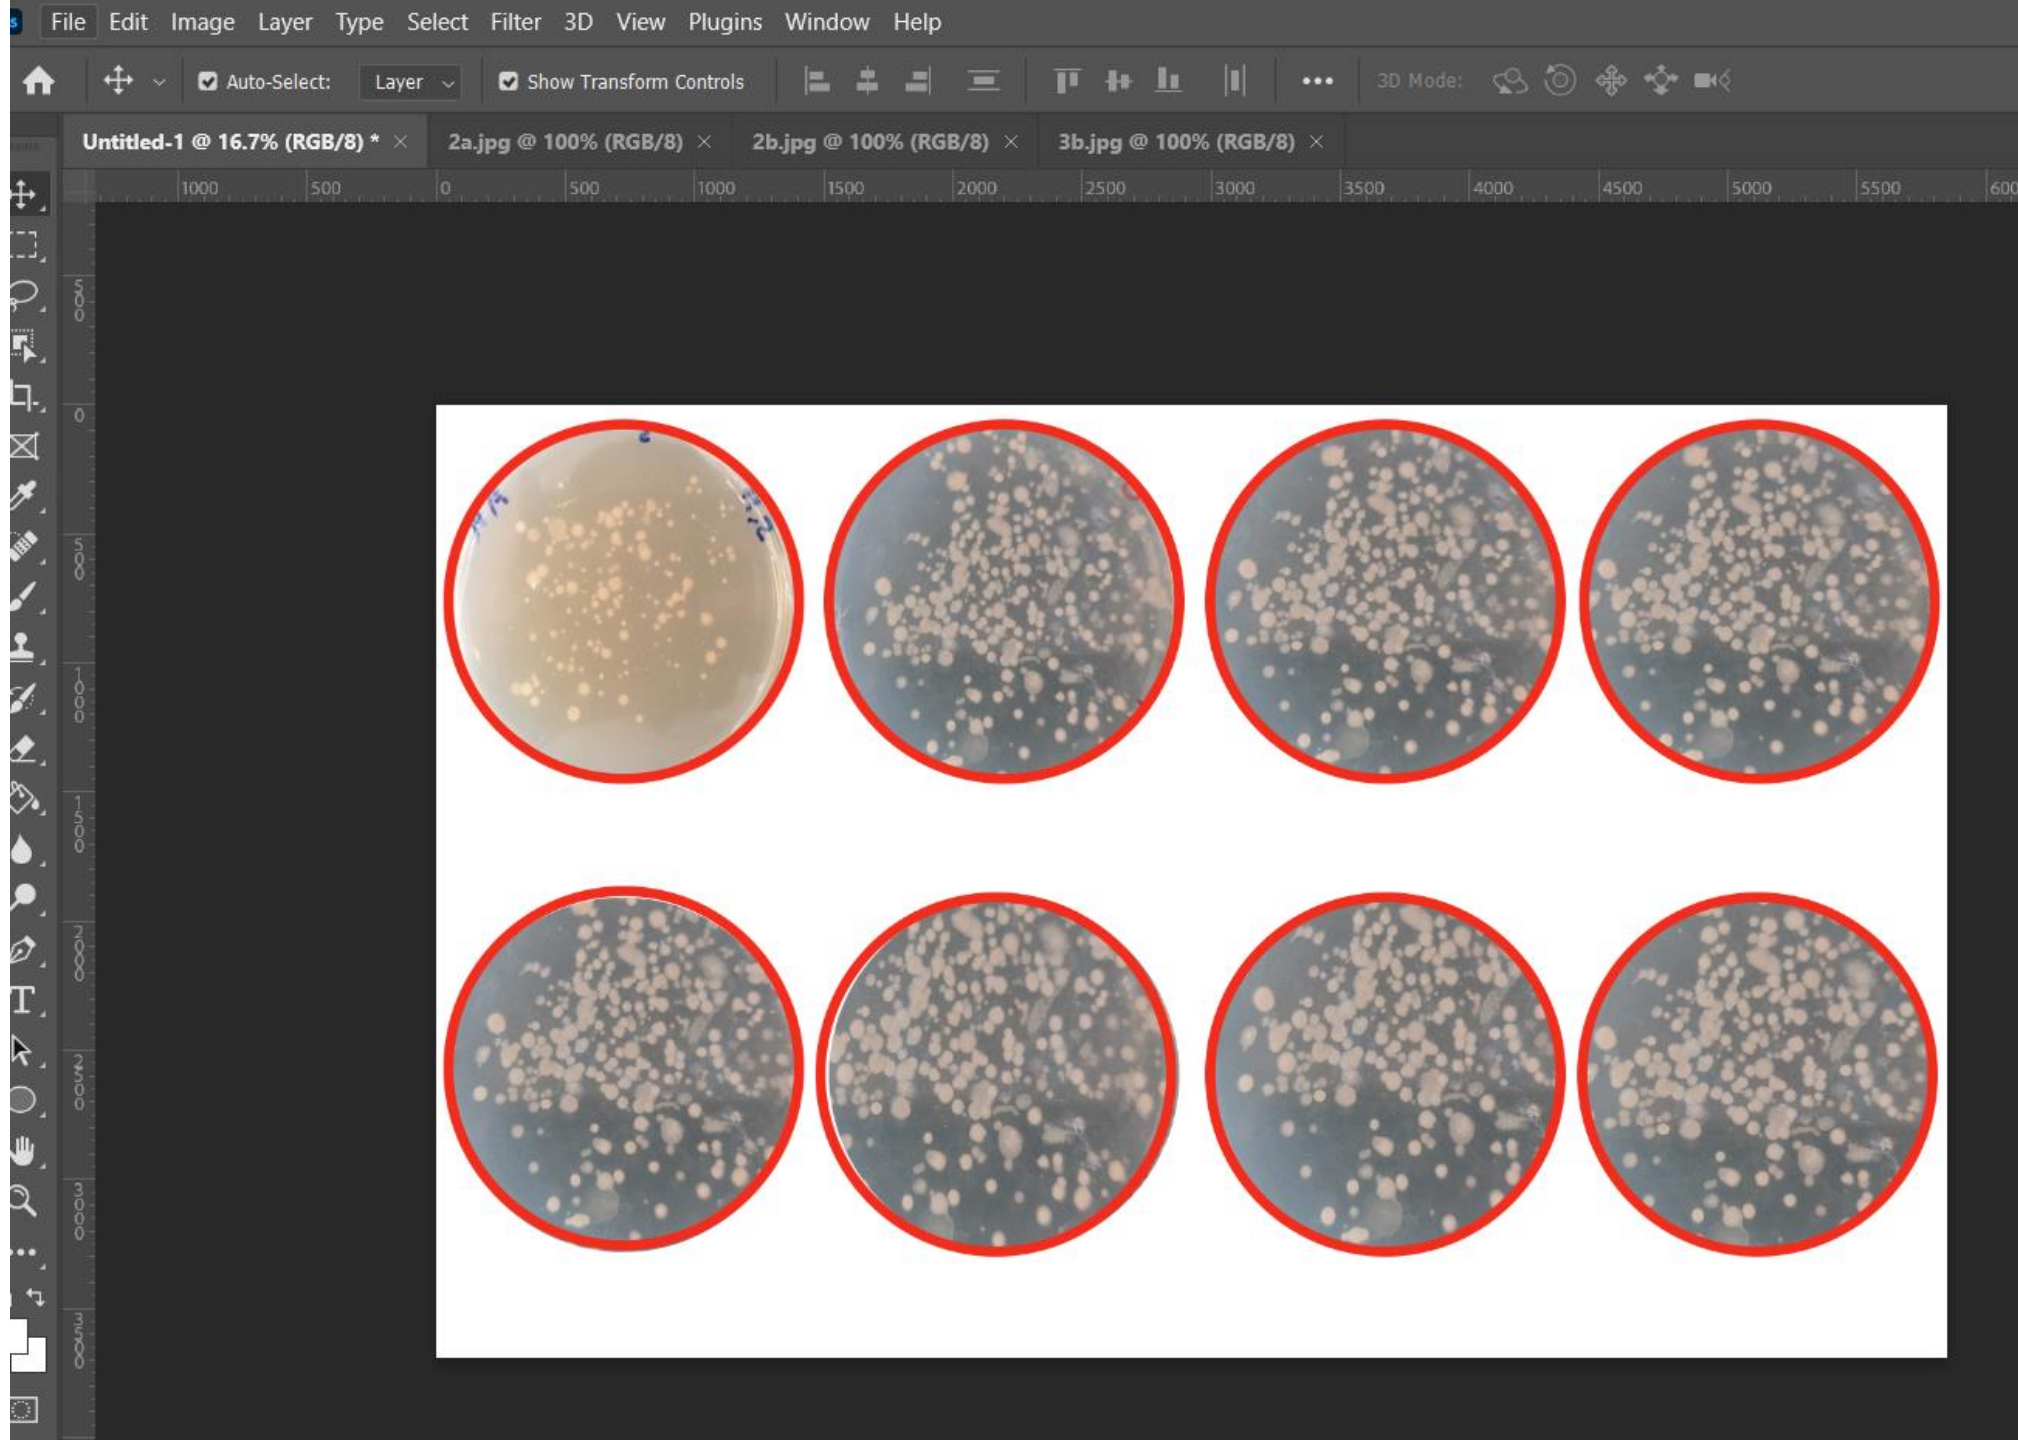 File Edit Image Layer Type Select Filter 3D View Plugins Window Help
Auto-Select: Layer Show Transform Controls 3D Mode:
Untitled-1 @ 16.7% (RGB/8) * 2a.jpg @ 100% (RGB/8) 2b.jpg @ 100% (RGB/8) 3b.jpg @ 100% (RGB/8)
1000 500 0 500 1000 1500 2000 2500 3000 3500 4000 4500 5000 5500 600
500
0
500
1000
1500
2000
2500
3000
3500